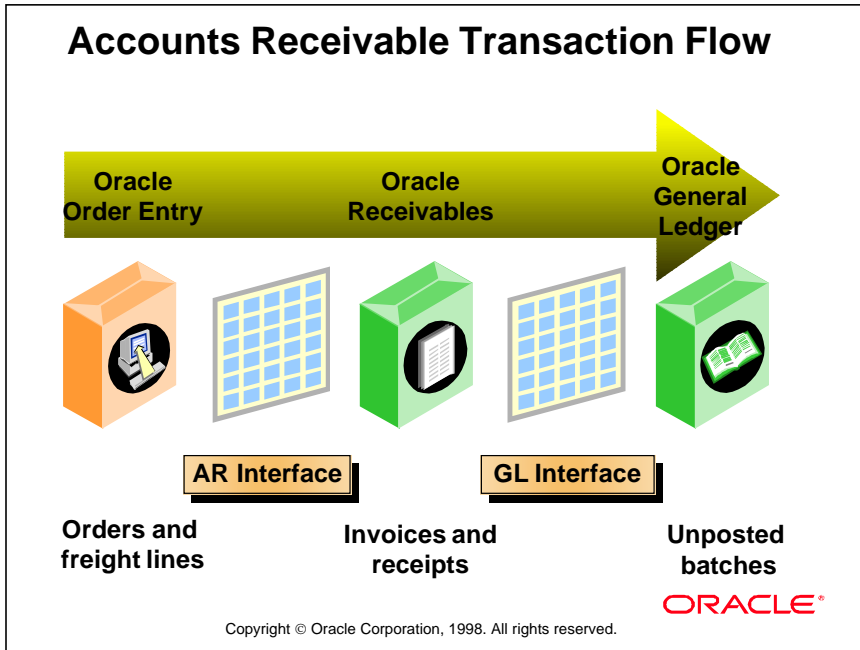 Accounts Receivable Transaction Flow
Oracle
Order Entry
Oracle
Receivables
Oracle
General
Ledger
AR Interface
GL Interface
Orders and
freight lines
Invoices and
receipts
Unposted
batches
ORACLE®
Copyright © Oracle Corporation, 1998. All rights reserved.